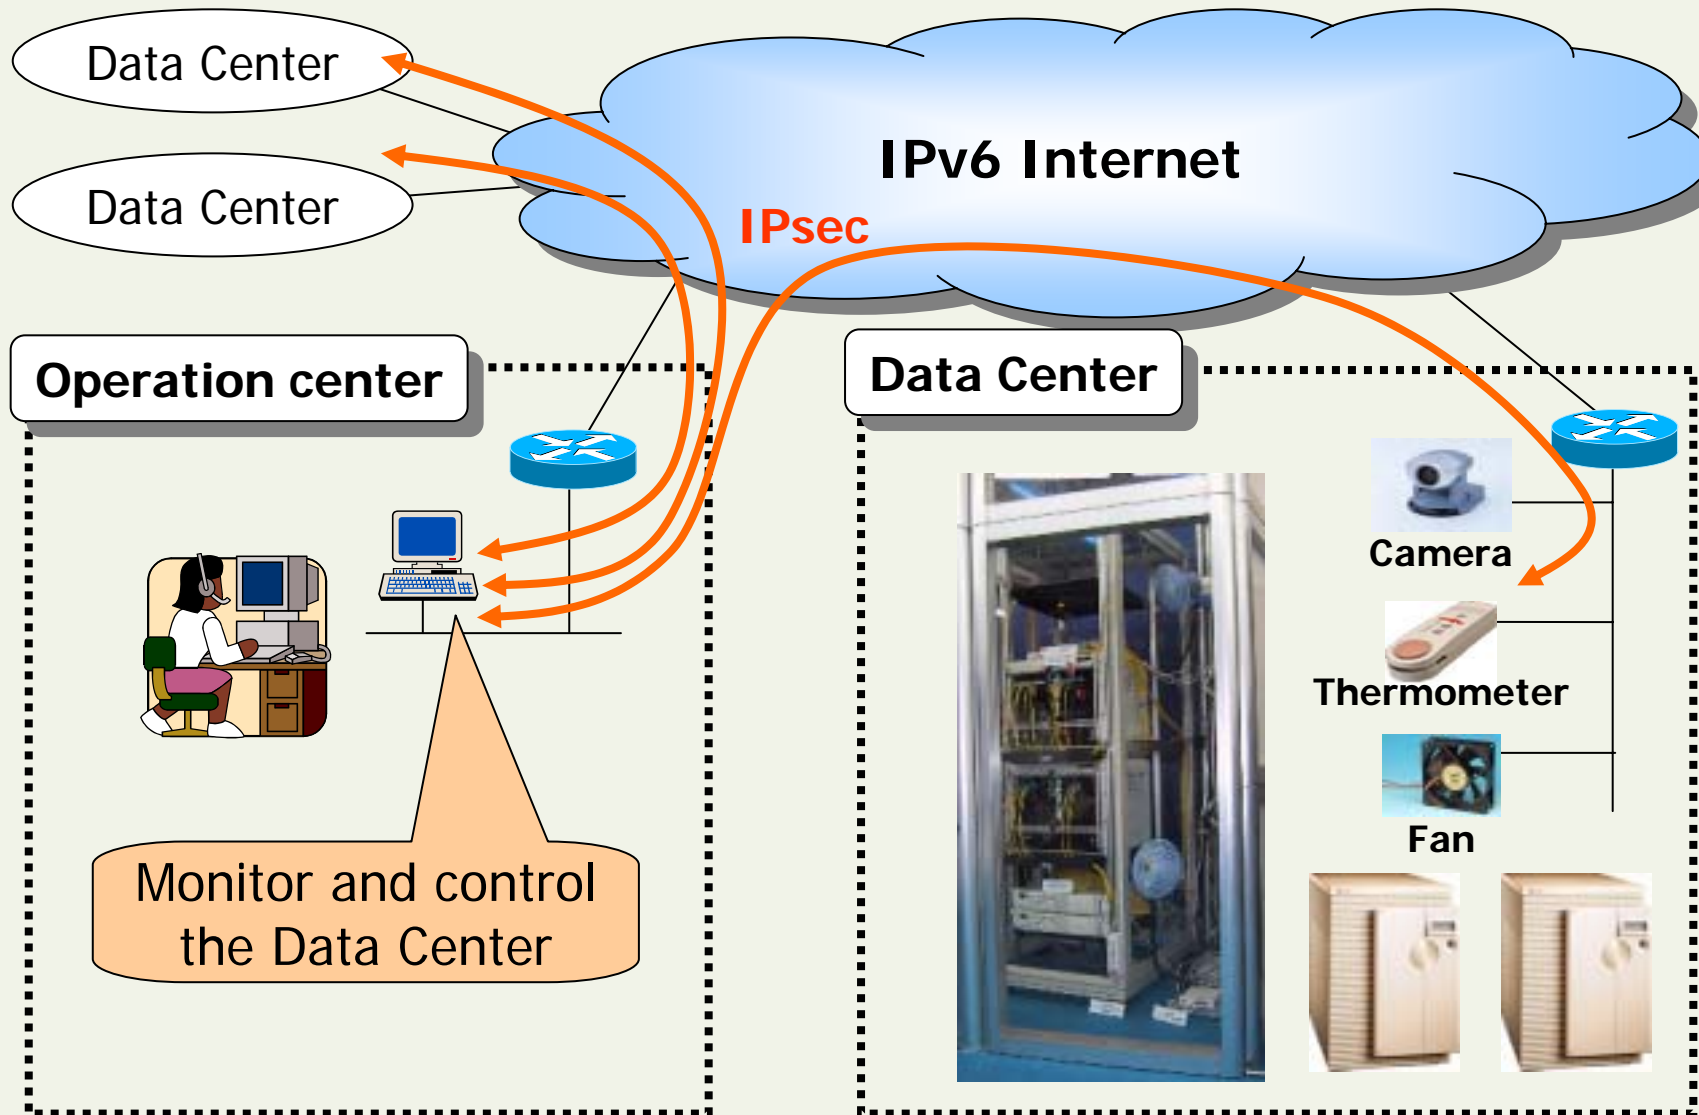 Data Center
IPv6 Internet
Data Center
IPsec
Operation center
Data Center
Camera
Thermometer
Fan
Monitor and control
the Data Center